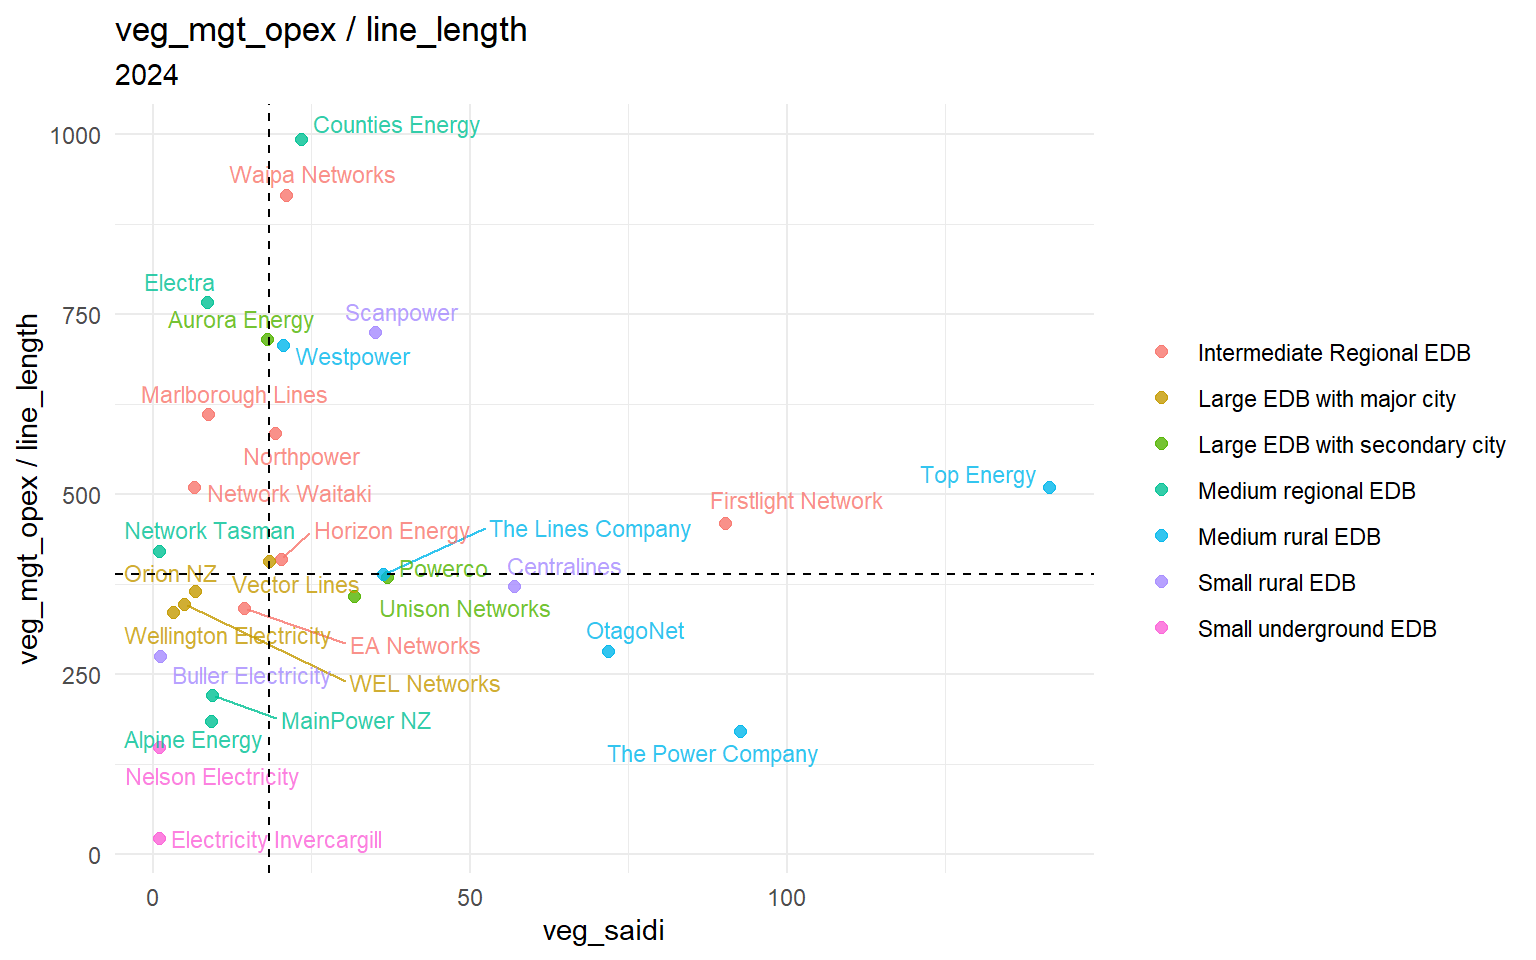 veg_mgt_opex / line_length
2024
Counties Energy
1000
Waipa Networks
Electra
Scanpower
750
Aurora Energy
Westpower
Marlborough Lines
Northpower
Top Energy
500
Network Waitaki
Firstlight Network
Network Tasman
Horizon Energy
The Lines Company
Orion NZ
Powerco
Centralines
Vector Lines
Unison Networks
Wellington Electricity
OtagoNet
EA Networks
250
Buller Electricity
WEL Networks
MainPower NZ
Alpine Energy
The Power Company
Nelson Electricity
Electricity Invercargill
0
0
50
100
veg_saidi
veg_mgt_opex / line_length
Intermediate Regional EDB
Large EDB with major city
Large EDB with secondary city
Medium regional EDB
Medium rural EDB
Small rural EDB
Small underground EDB